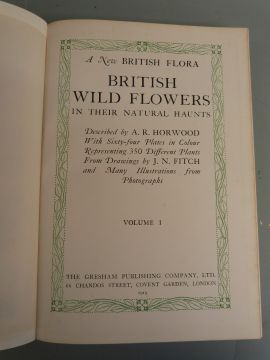 A New BRITISH FLORA
BRITISH
WILD FLOWERS
IN THEIR NATURAL HAUNTS
Described by A. R. HORWOOD
With Sixty-four Plates in Colour
Representing 350 Different Plants
From Drawings by J. N. FITCH
and Many Illustrations from
Photographs
VOLUME I
THE GRESHAM PUBLISHING COMPANY, LTD.
66 CHANDOS STREET, COVENT GARDEN, LONDON
1919